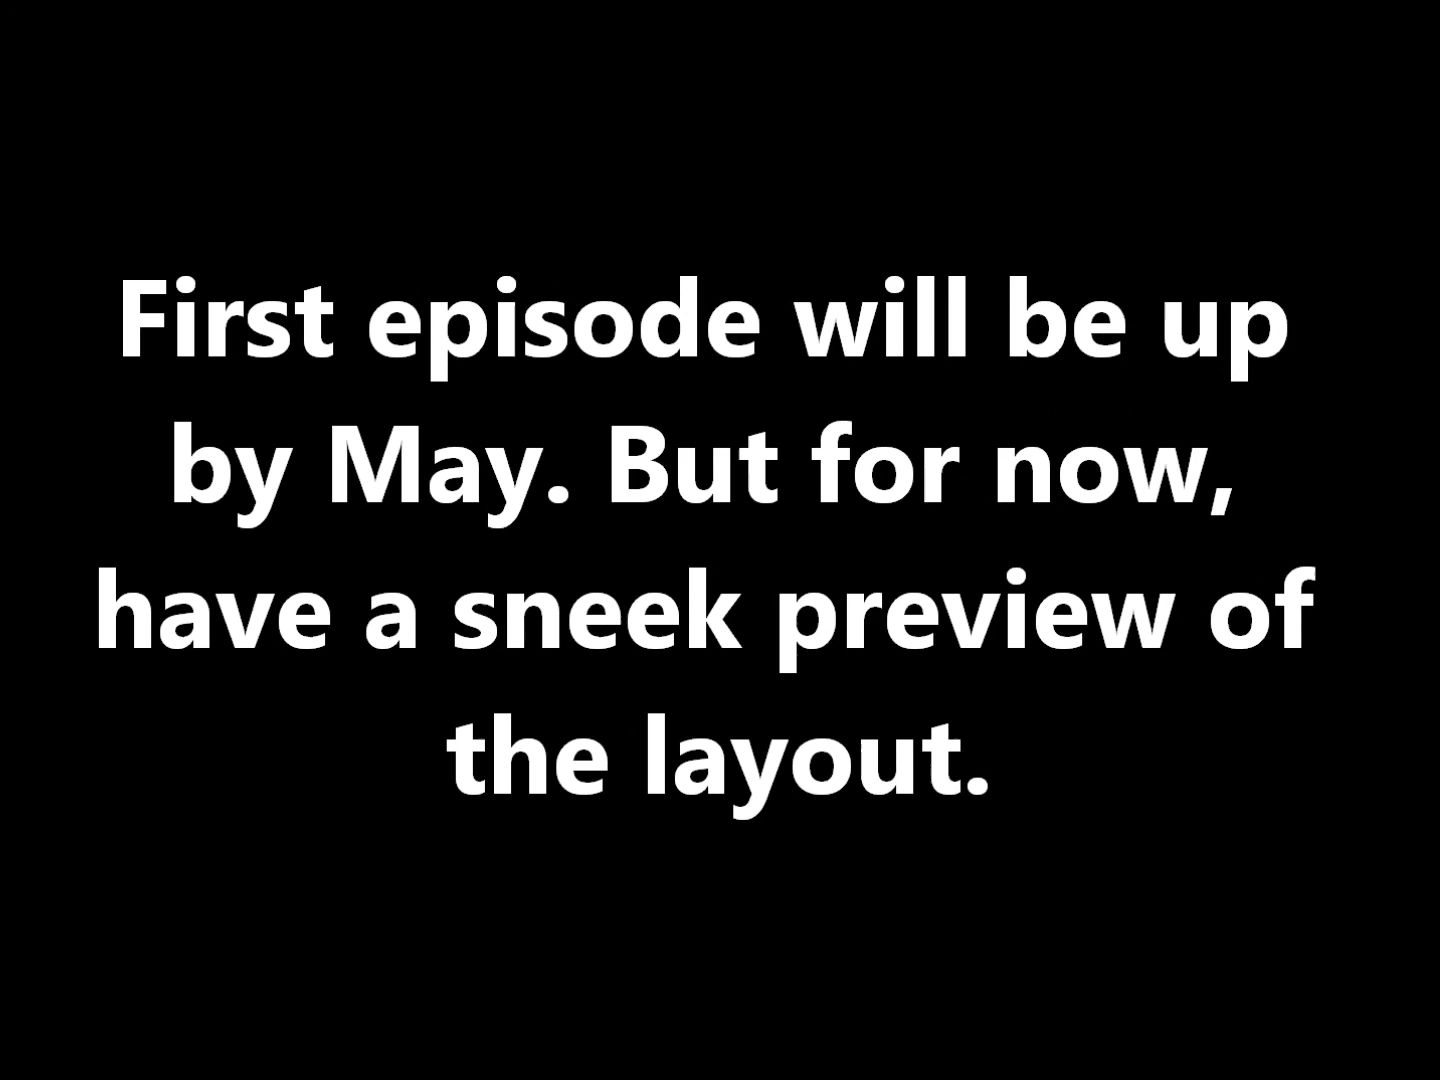 First episode will be up
by May. But for now,
have a sneek preview of
the layout.